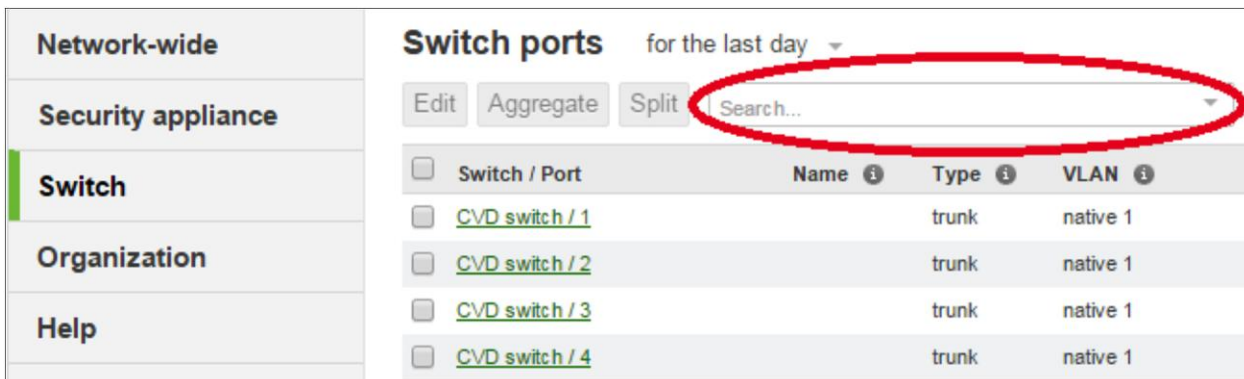 Network-wide
Security appliance
Switch
Organization
Help
Switch ports for the last day
Edit Aggregate Split Search...
Switch / Port Name Type VLAN
CVD switch / 1 trunk native 1
CVD switch / 2 trunk native 1
CVD switch / 3 trunk native 1
CVD switch / 4 trunk native 1